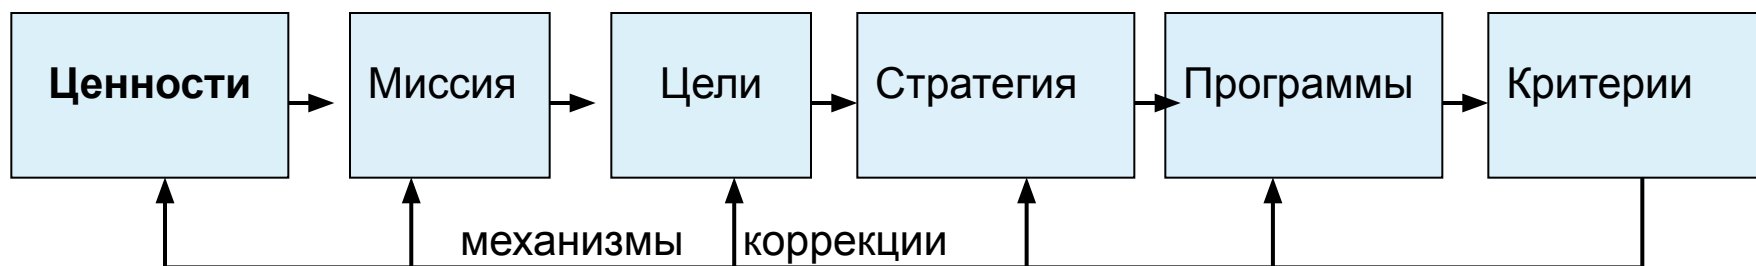 Ценности Миссия Цели Стратегия Программы Критерии
механизмы коррекции